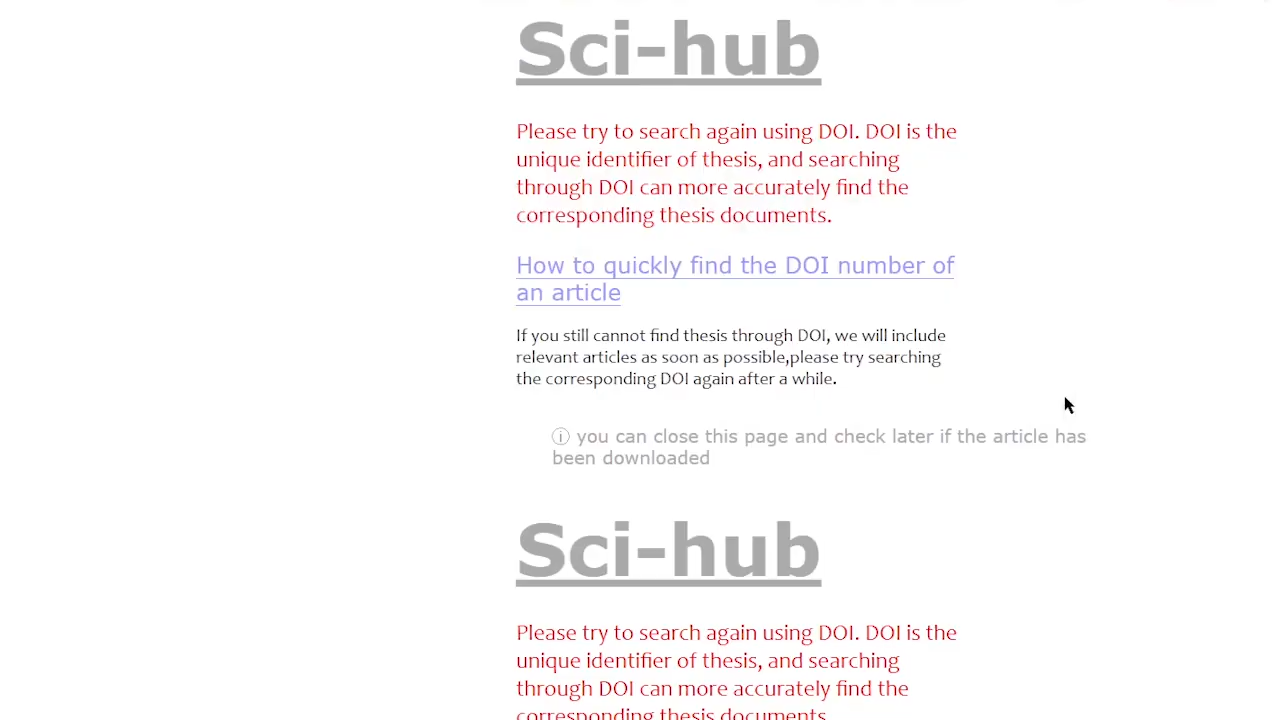 Sci-hub
Please try to search again using DOI. DOI is the
unique identifier of thesis, and searching
through DOI can more accurately find the
corresponding thesis documents.
How to quickly find the DOI number of
an article
If you still cannot find thesis through DOI, we will include
relevant articles as soon as possible,please try searching
the corresponding DOI again after a while.
ⓘ you can close this page and check later if the article has
been downloaded
Sci-hub
Please try to search again using DOI. DOI is the
unique identifier of thesis, and searching
through DOI can more accurately find the
corresponding thesis documents.